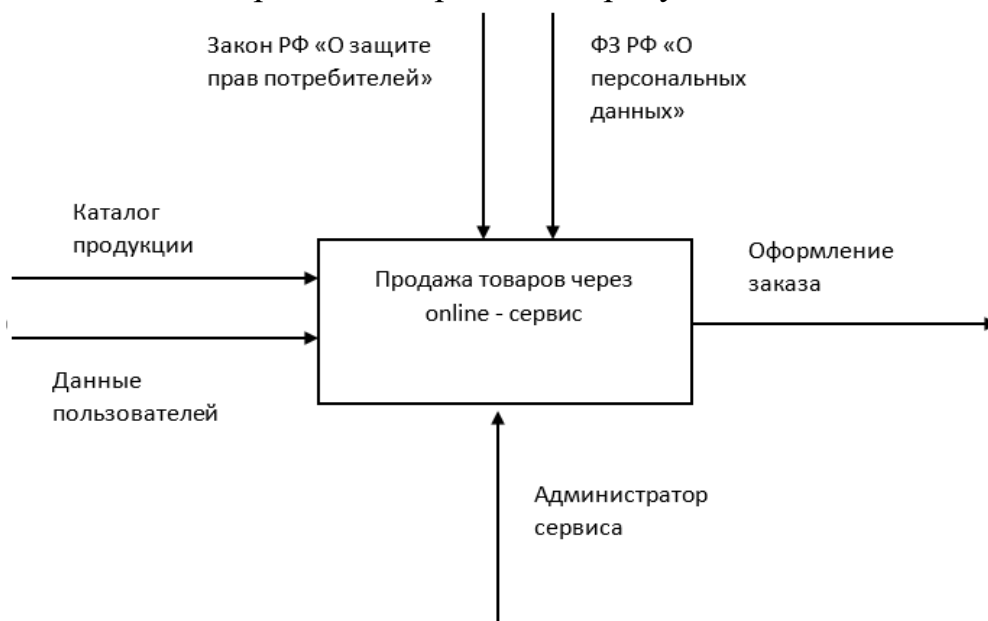 Закон РФ «О защите
прав потребителей»
ФЗ РФ «О
персональных
данных»
Каталог
продукции
Продажа товаров через
online - сервис
Оформление
заказа
Данные
пользователей
Администратор
сервиса